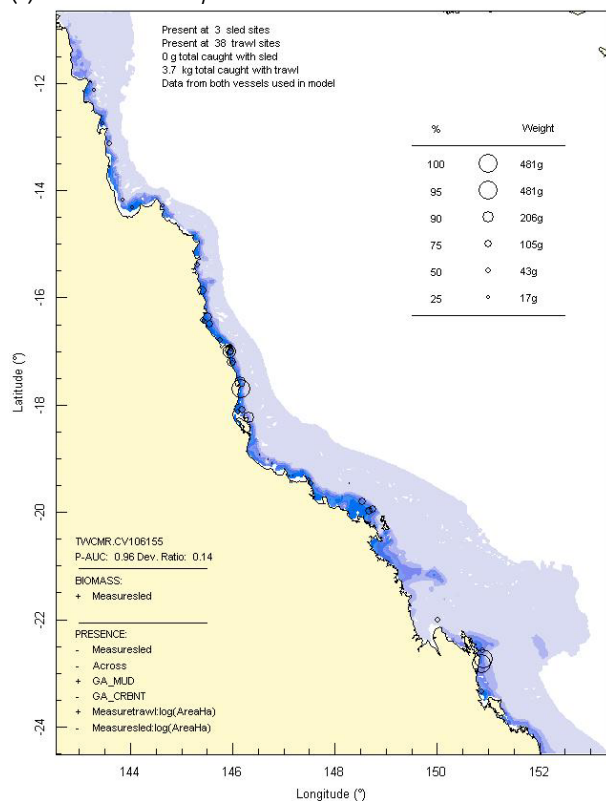 Present at 3 sled sites
Present at 38 trawl sites
0 g total caught with sled
3.7 kg total caught with trawl
Data from both vessels used in model
% Weight
100 481g
95 481g
90 206g
75 105g
50 43g
25 17g
-12
-14
-16
-18
-20
-22
-24
Latitude (°)
TWCMR.CV106155
P-AUC: 0.96 Dev. Ratio: 0.14
BIOMASS:
+ Measuresled
PRESENCE:
- Measuresled
- Across
+ GA_MUD
- GA_CRBNT
+ Measuretrawl:log(AreaHa)
- Measuresled:log(AreaHa)
144 146 148 150 152
Longitude (°)